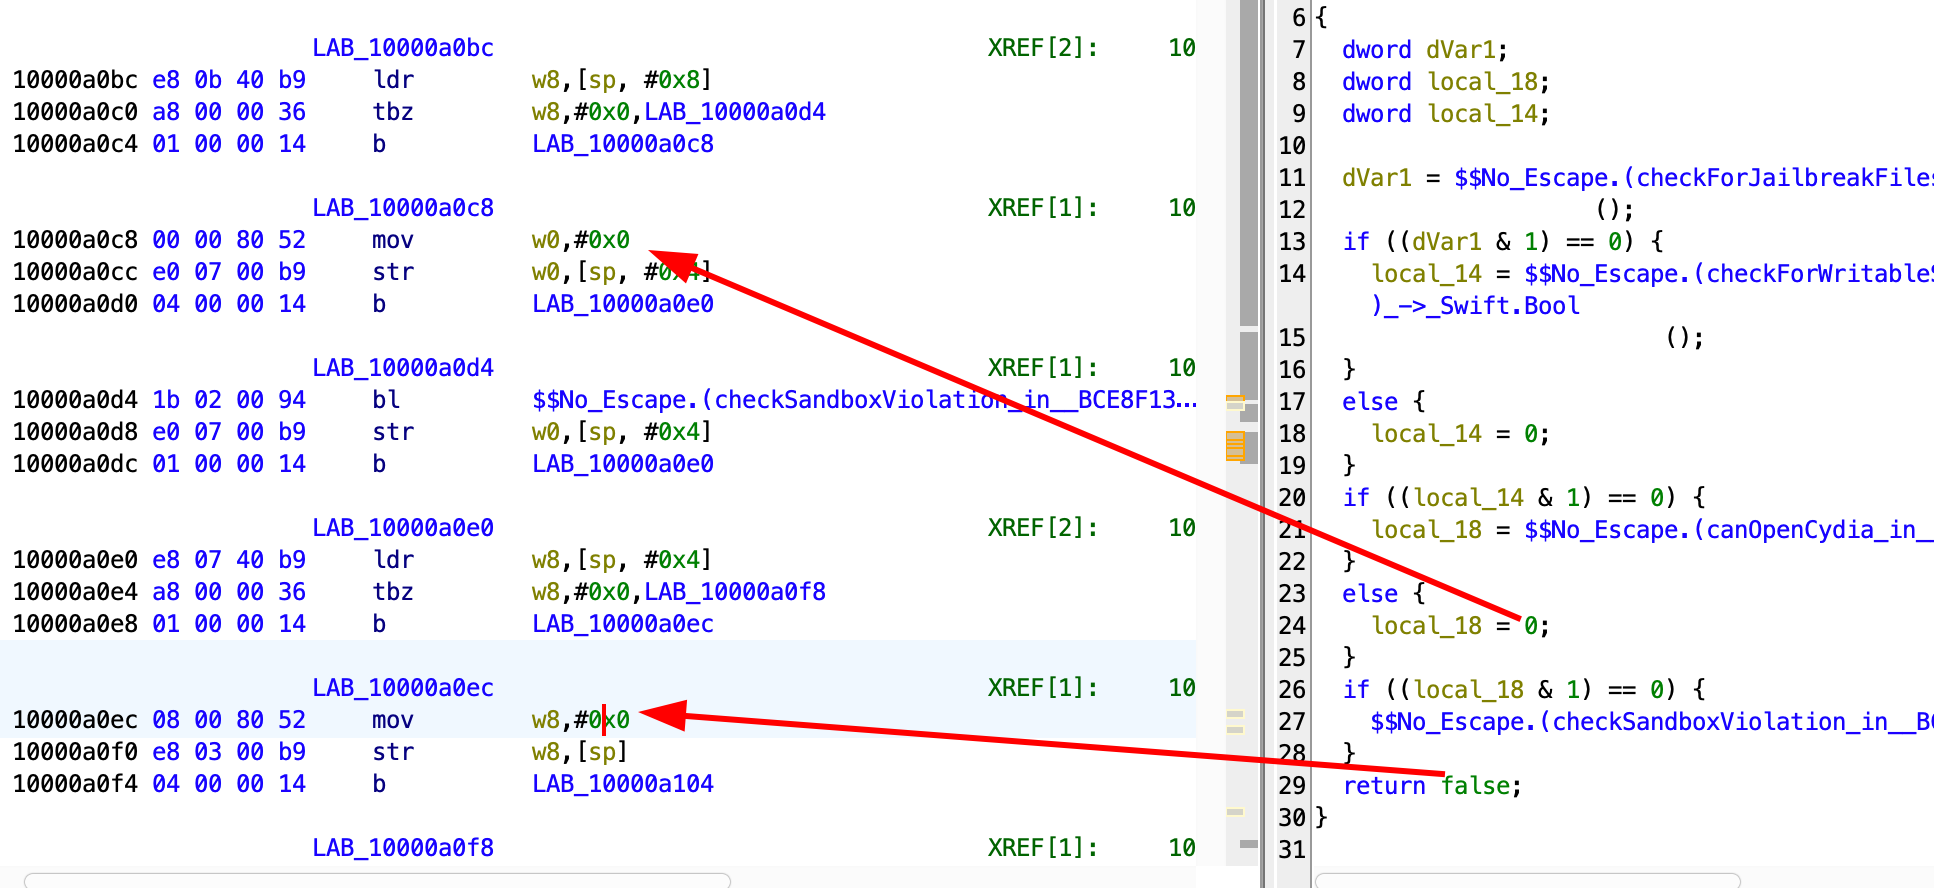 LAB_10000a0bc XREF[2]: 10
10000a0bc e8 0b 40 b9 ldr w8,[sp, #0x8]
10000a0c0 a8 00 00 36 tbz w8,#0x0,LAB_10000a0d4
10000a0c4 01 00 00 14 b LAB_10000a0c8
LAB_10000a0c8 XREF[1]: 10
10000a0c8 00 00 80 52 mov w0,#0x0
10000a0cc e0 07 00 b9 str w0,[sp, #0x4]
10000a0d0 04 00 00 14 b LAB_10000a0e0
LAB_10000a0d4 XREF[1]: 10
10000a0d4 1b 02 00 94 bl $$No_Escape.(checkSandboxViolation_in__BCE8F13...
10000a0d8 e0 07 00 b9 str w0,[sp, #0x4]
10000a0dc 01 00 00 14 b LAB_10000a0e0
LAB_10000a0e0 XREF[2]: 10
10000a0e0 e8 07 40 b9 ldr w8,[sp, #0x4]
10000a0e4 a8 00 00 36 tbz w8,#0x0,LAB_10000a0f8
10000a0e8 01 00 00 14 b LAB_10000a0ec
LAB_10000a0ec XREF[1]: 10
10000a0ec 08 00 80 52 mov w8,#0x0
10000a0f0 e8 03 00 b9 str w8,[sp]
10000a0f4 04 00 00 14 b LAB_10000a104
LAB_10000a0f8 XREF[1]: 10
6 {
7 dword dVar1;
8 dword local_18;
9 dword local_14;
10
11 dVar1 = $$No_Escape.(checkForJailbreakFiles
12 ();
13 if ((dVar1 & 1) == 0) {
14 local_14 = $$No_Escape.(checkForWritableS
)_->_Swift.Bool
15 ();
16 }
17 else {
18 local_14 = 0;
19 }
20 if ((local_14 & 1) == 0) {
21 local_18 = $$No_Escape.(canOpenCydia_in__
22 }
23 else {
24 local_18 = 0;
25 }
26 if ((local_18 & 1) == 0) {
27 $$No_Escape.(checkSandboxViolation_in__BC
28 }
29 return false;
30 }
31